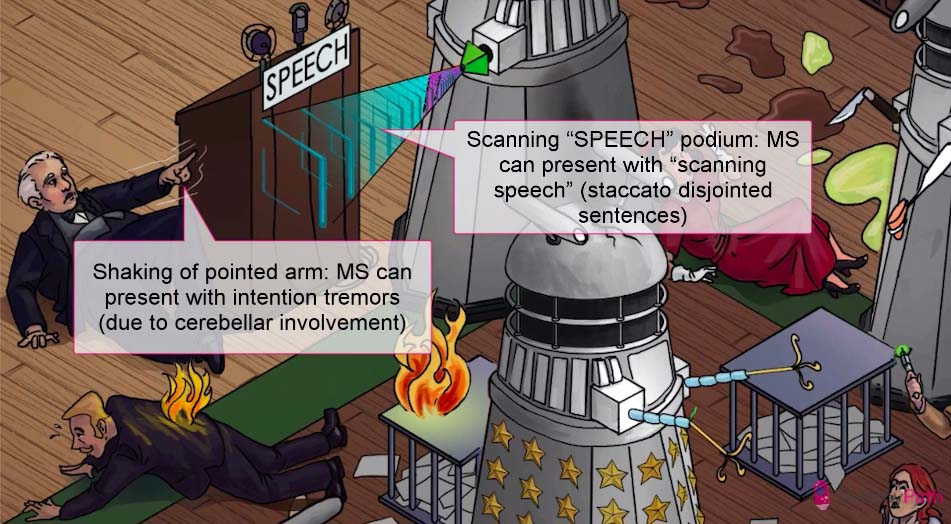 SPEECH
Scanning “SPEECH” podium: MS
can present with “scanning
speech” (staccato disjointed
sentences)
Shaking of pointed arm: MS can
present with intention tremors
(due to cerebellar involvement)